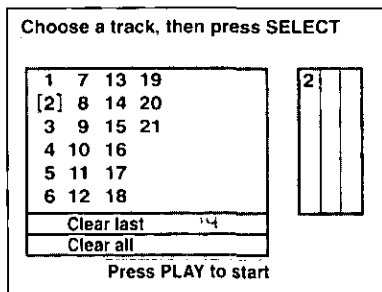 Choose a track, then press SELECT
1 7 13 19
[2] 8 14 20
3 9 15 21
4 10 16
5 11 17
6 12 18
2
Clear last
Clear all
Press PLAY to start